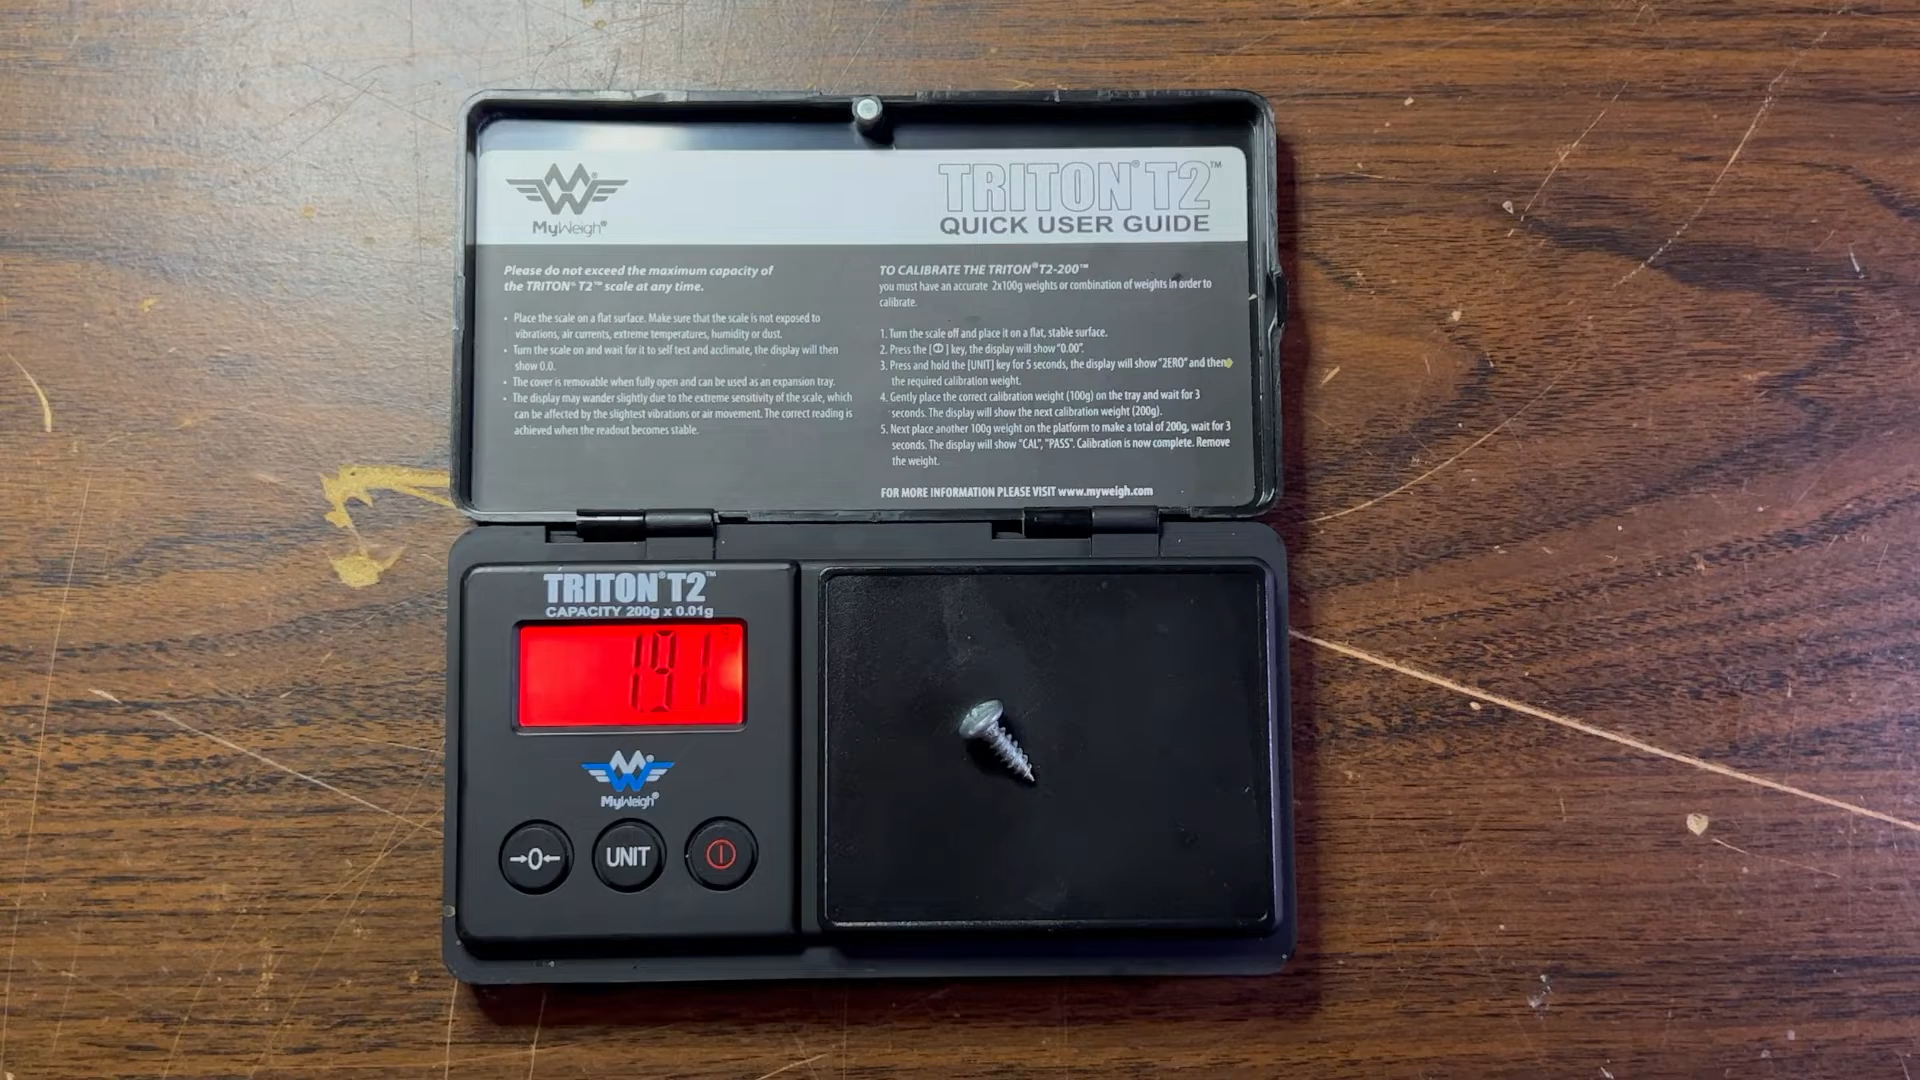 MyWeigh®
TRITON® T2™
QUICK USER GUIDE
Please do not exceed the maximum capacity of
the TRITON® T2™ scale at any time.
• Place the scale on a flat surface. Make sure that the scale is not exposed to
vibrations, air currents, extreme temperatures, humidity or dust.
• Turn the scale on and wait for it to self test and acclimate, the display will then
show 0.0.
• The cover is removable when fully open and can be used as an expansion tray.
• The display may wander slightly due to the extreme sensitivity of the scale, which
can be affected by the slightest vibrations or air movement. The correct reading is
achieved when the readout becomes stable.
TO CALIBRATE THE TRITON® T2-200™
you must have an accurate 2x100g weights or combination of weights in order to
calibrate.
1. Turn the scale off and place it on a flat, stable surface.
2. Press the [⏼] key, the display will show "0.00".
3. Press and hold the [UNIT] key for 5 seconds, the display will show "2ERO" and then
the required calibration weight.
4. Gently place the correct calibration weight (100g) on the tray and wait for 3
seconds. The display will show the next calibration weight (200g).
5. Next place another 100g weight on the platform to make a total of 200g, wait for 3
seconds. The display will show "CAL", "PASS". Calibration is now complete. Remove
the weight.
FOR MORE INFORMATION PLEASE VISIT www.myweigh.com
TRITON® T2™
CAPACITY 200g x 0.01g
1.91
MyWeigh®
→0←
UNIT